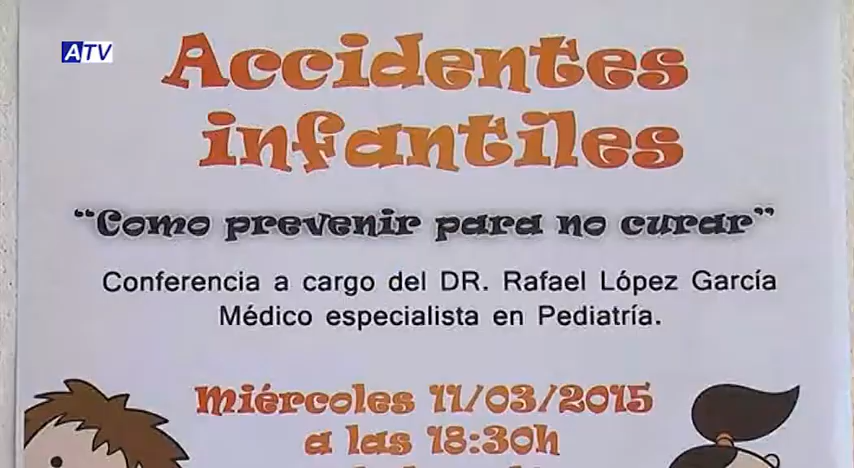 ATV
Accidentes
infantiles
“Como prevenir para no curar”
Conferencia a cargo del DR. Rafael López García
Médico especialista en Pediatría.
Miércoles 11/03/2015
a las 18:30h